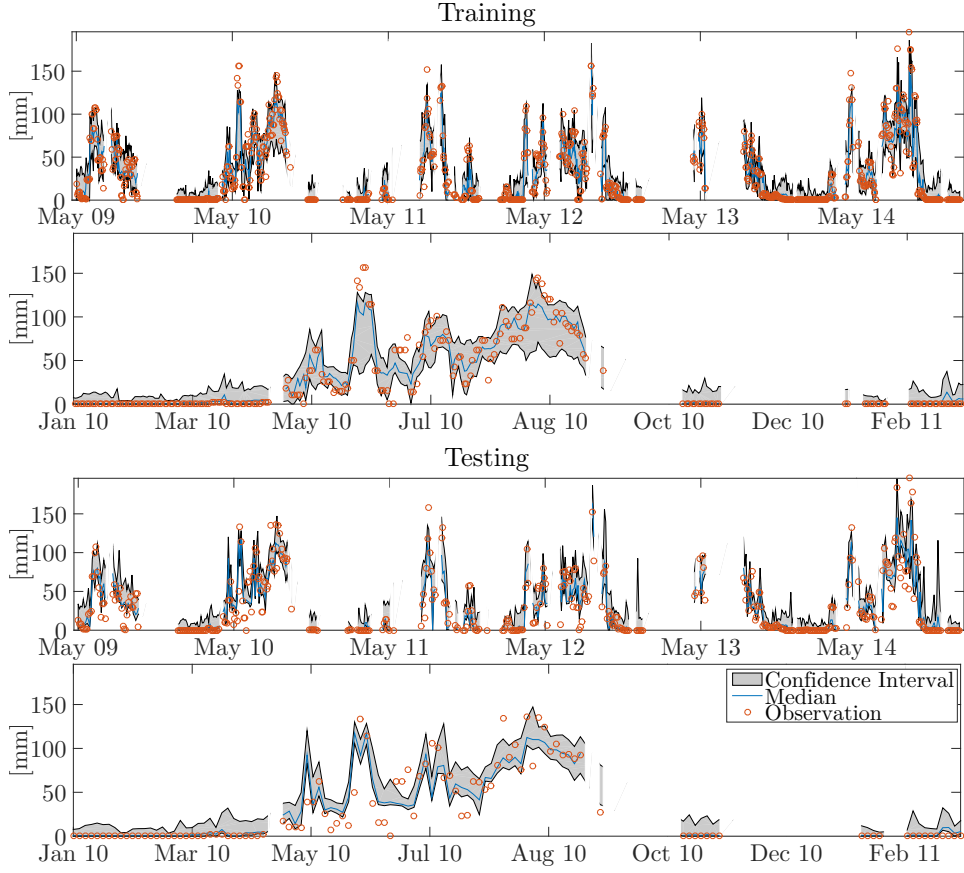 Training
[mm]
150
100
50
0
May 09 May 10 May 11 May 12 May 13 May 14
[mm]
150
100
50
0
Jan 10 Mar 10 May 10 Jul 10 Aug 10 Oct 10 Dec 10 Feb 11
Testing
[mm]
150
100
50
0
May 09 May 10 May 11 May 12 May 13 May 14
[mm]
150
100
50
0
Confidence Interval
Median
Observation
Jan 10 Mar 10 May 10 Jul 10 Aug 10 Oct 10 Dec 10 Feb 11